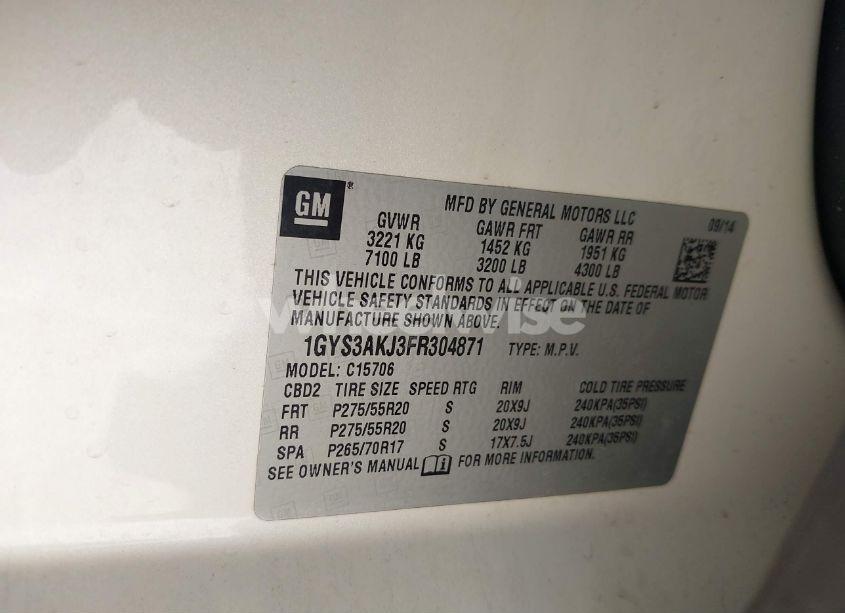 GM ®
MFD BY GENERAL MOTORS LLC
09/14
GVWR GAWR FRT GAWR RR
3221 KG 1452 KG 1951 KG
7100 LB 3200 LB 4300 LB
THIS VEHICLE CONFORMS TO ALL APPLICABLE U.S. FEDERAL MOTOR
VEHICLE SAFETY STANDARDS IN EFFECT ON THE DATE OF
MANUFACTURE SHOWN ABOVE.
1GYS3AKJ3FR304871 TYPE: M.P.V.
MODEL: C15706
CBD2 TIRE SIZE SPEED RTG RIM COLD TIRE PRESSURE
FRT P275/55R20 S 20X9J 240KPA(35PSI)
RR P275/55R20 S 20X9J 240KPA(35PSI)
SPA P265/70R17 S 17X7.5J 240KPA(35PSI)
SEE OWNER'S MANUAL FOR MORE INFORMATION.